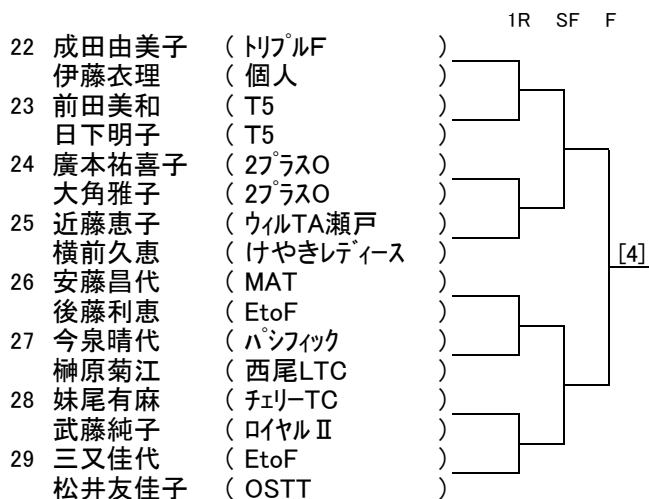 1R SF F
22 成田由美子 ( ﾄﾘﾌﾟﾙF )
伊藤衣理 ( 個人 )
23 前田美和 ( T5 )
日下明子 ( T5 )
24 廣本祐喜子 ( 2ﾌﾟﾗｽO )
大角雅子 ( 2ﾌﾟﾗｽO )
25 近藤恵子 ( ｳｨﾙTA瀬戸 )
横前久恵 ( けやきﾚﾃﾞｨｰｽ )
[4]
26 安藤昌代 ( MAT )
後藤利恵 ( EtoF )
27 今泉晴代 ( ﾊﾟｼﾌｨｯｸ )
榊原菊江 ( 西尾LTC )
28 妹尾有麻 ( ﾁｪﾘｰTC )
武藤純子 ( ﾛｲﾔﾙⅡ )
29 三又佳代 ( EtoF )
松井友佳子 ( OSTT )